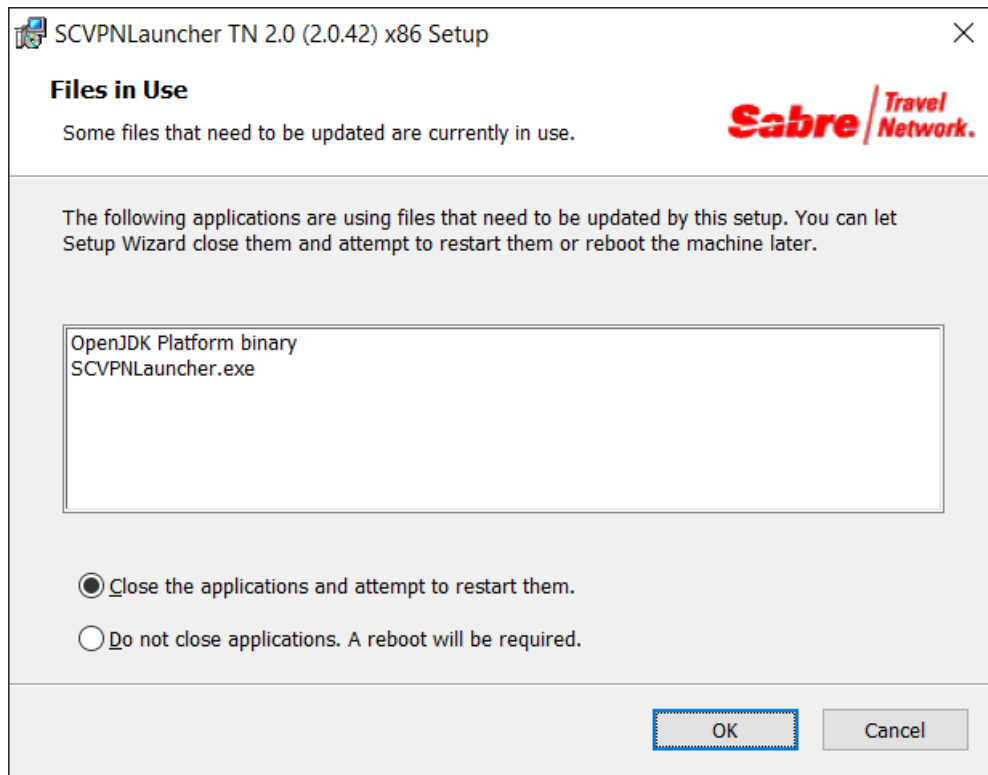 SCVPNLauncher TN 2.0 (2.0.42) x86 Setup
Files in Use
Some files that need to be updated are currently in use.
Sabre Travel Network.
The following applications are using files that need to be updated by this setup. You can let
Setup Wizard close them and attempt to restart them or reboot the machine later.
OpenJDK Platform binary
SCVPNLauncher.exe
Close the applications and attempt to restart them.
Do not close applications. A reboot will be required.
OK
Cancel